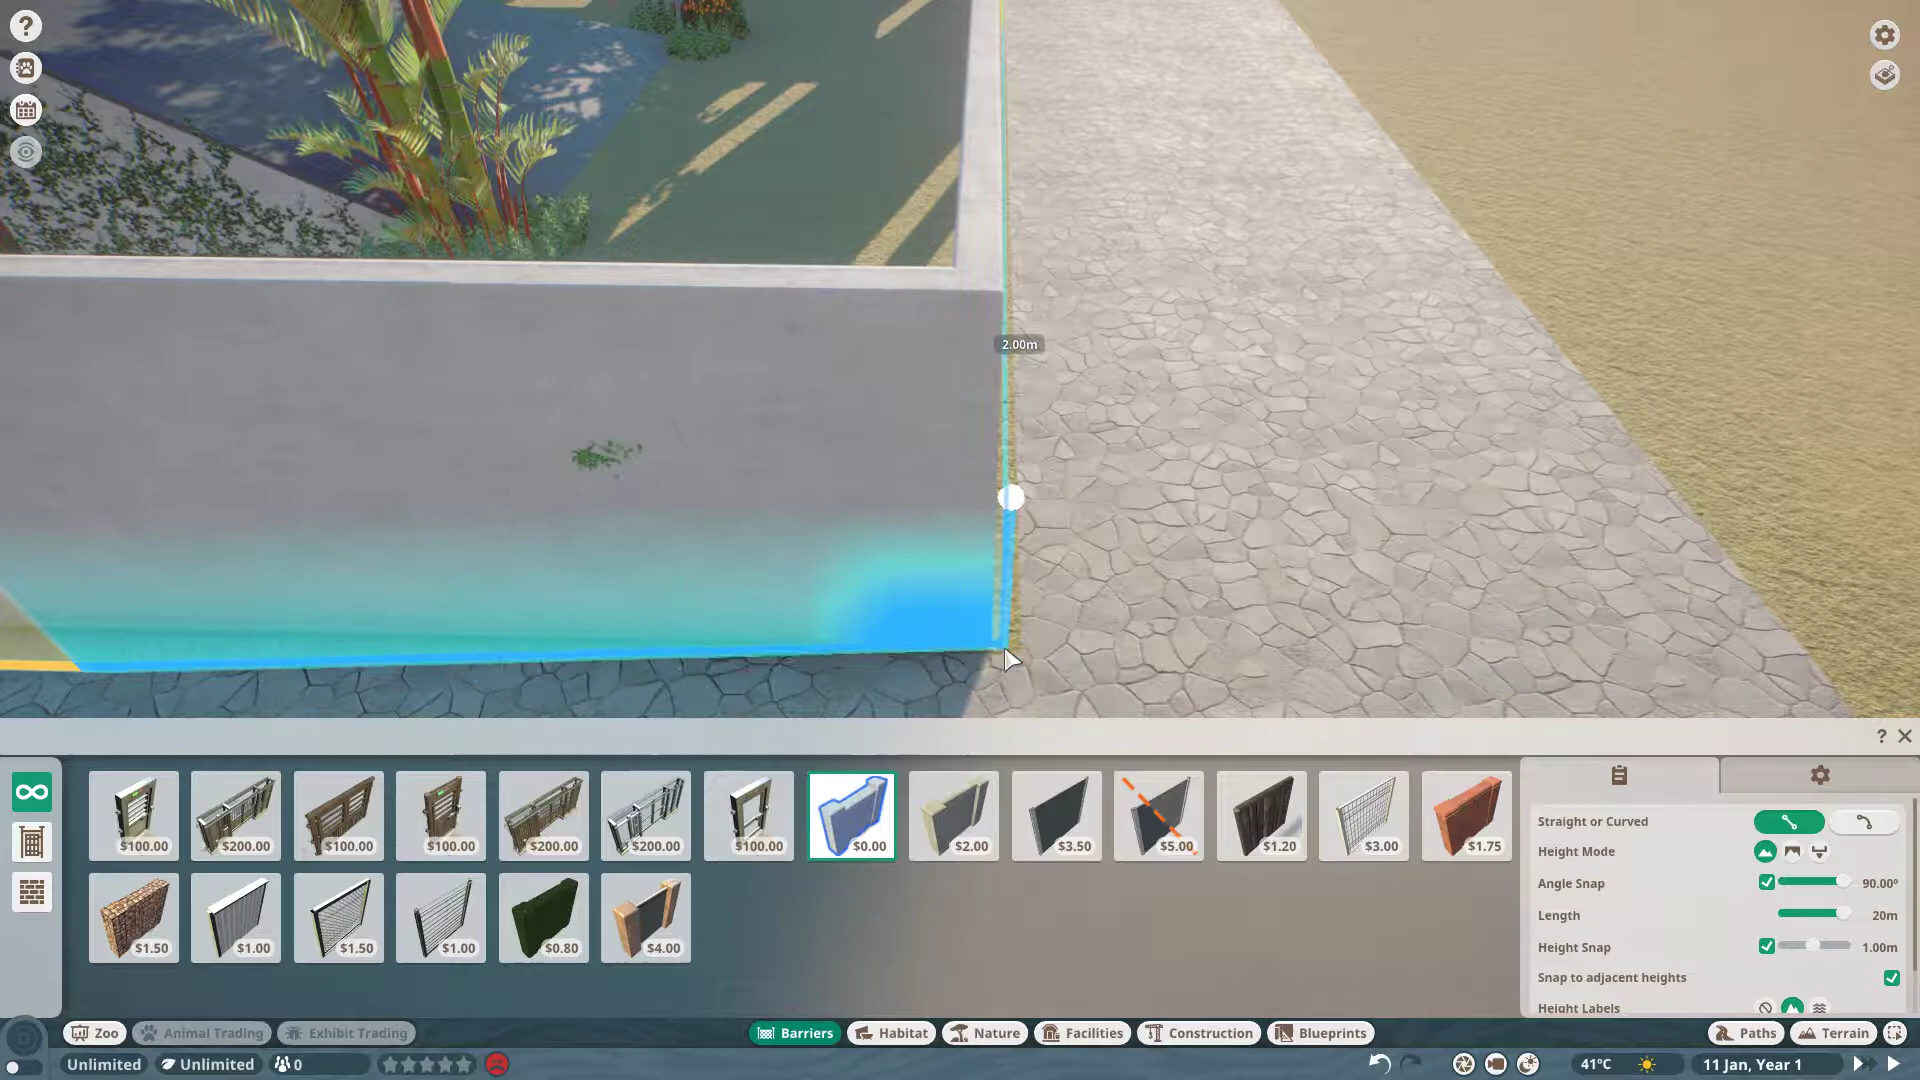 ?
2.00m
? ×
$100.00 $200.00 $100.00 $100.00 $200.00 $200.00 $100.00 $0.00 $2.00 $3.50 $5.00 $1.20 $3.00 $1.75
$1.50 $1.00 $1.50 $1.00 $0.80 $4.00
Straight or Curved
Height Mode
Angle Snap 90.00°
Length 20m
Height Snap 1.00m
Snap to adjacent heights
Height Labels
Zoo Animal Trading Exhibit Trading Barriers Habitat Nature Facilities Construction Blueprints Paths Terrain
Unlimited Unlimited 0 41°C 11 Jan, Year 1